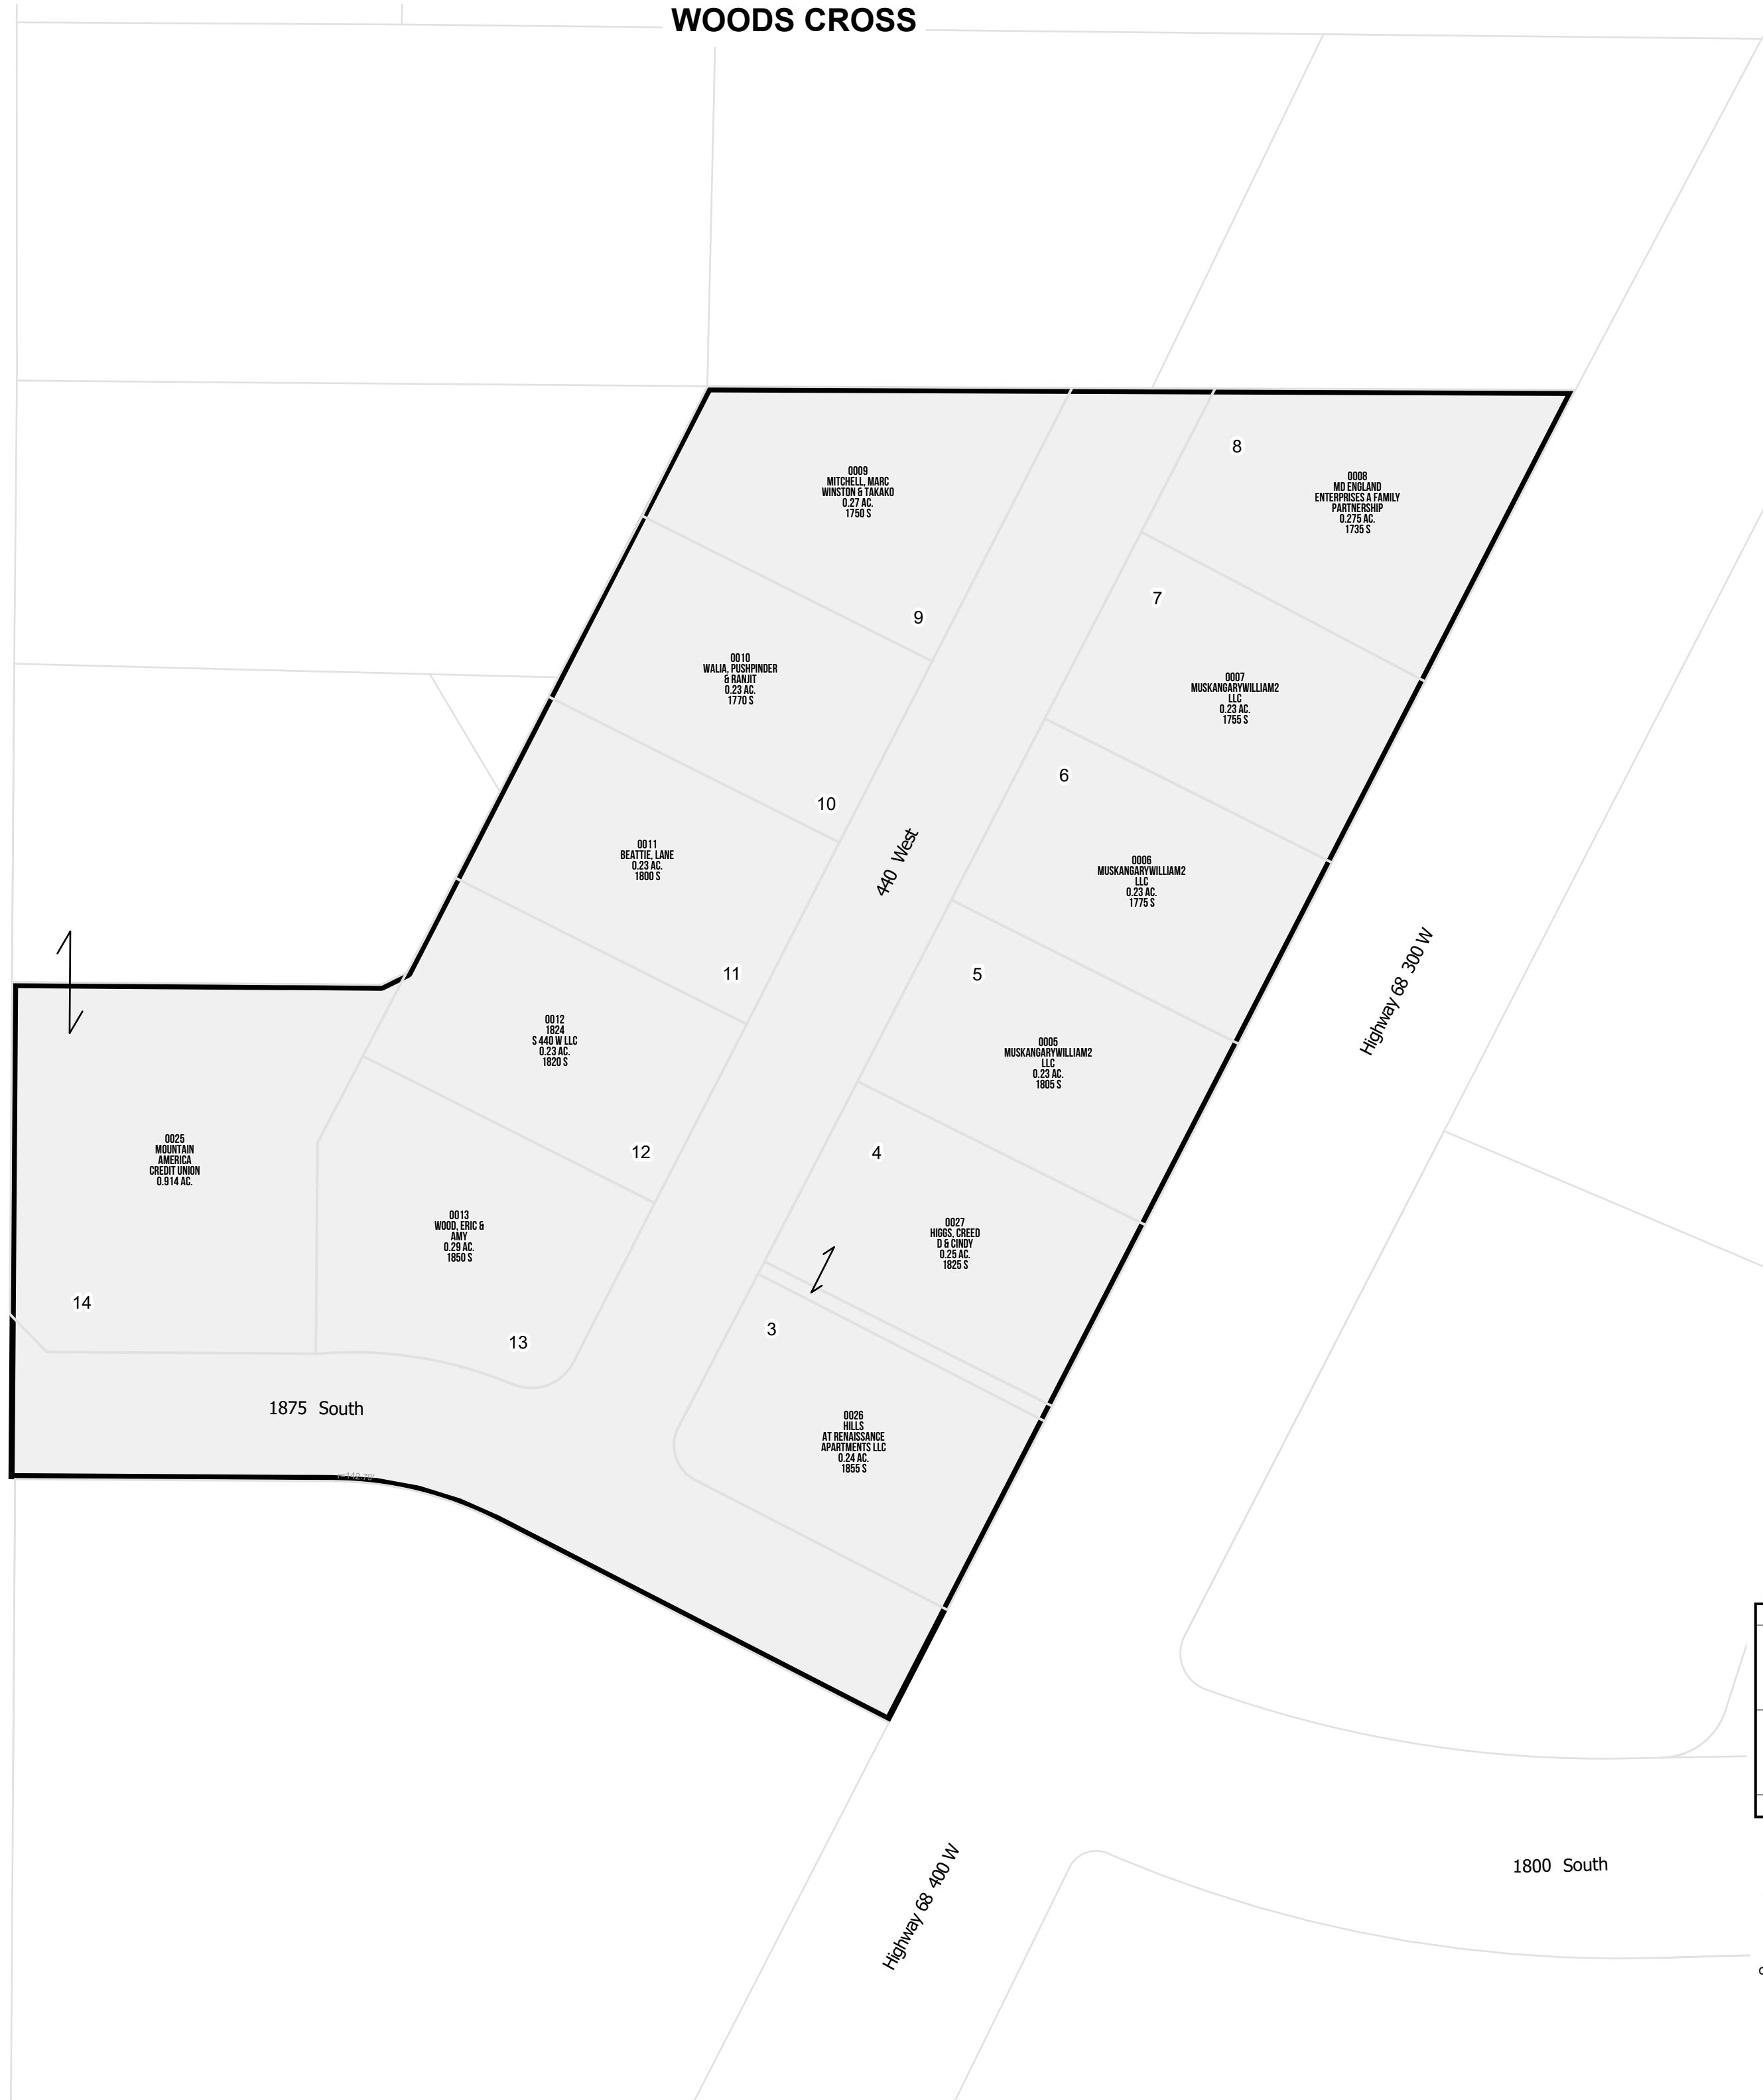 WOODS CROSS
8
0009
MITCHELL, MARC
WINSTON & TAKAKO
0.27 AC.
1750 S
0008
MD ENGLAND
ENTERPRISES A FAMILY
PARTNERSHIP
0.275 AC.
1735 S
7
9
0010
WALIA, PUSHPINDER
& RANJIT
0.23 AC.
1770 S
0007
MUSKANGARYWILLIAM2
LLC
0.23 AC.
1755 S
6
10
0011
BEATTIE, LANE
0.23 AC.
1800 S
440 West
0006
MUSKANGARYWILLIAM2
LLC
0.23 AC.
1775 S
11
5
Highway 68 300 W
0012
1824
S 440 W LLC
0.23 AC.
1820 S
0005
MUSKANGARYWILLIAM2
LLC
0.23 AC.
1805 S
0025
MOUNTAIN
AMERICA
CREDIT UNION
0.914 AC.
12
4
0013
WOOD, ERIC &
AMY
0.29 AC.
1850 S
0027
HIGGS, CREED
D & CINDY
0.25 AC.
1825 S
14
13
3
1875 South
0026
HILLS
AT RENAISSANCE
APARTMENTS LLC
0.24 AC.
1855 S
1800 South
Highway 68 400 W